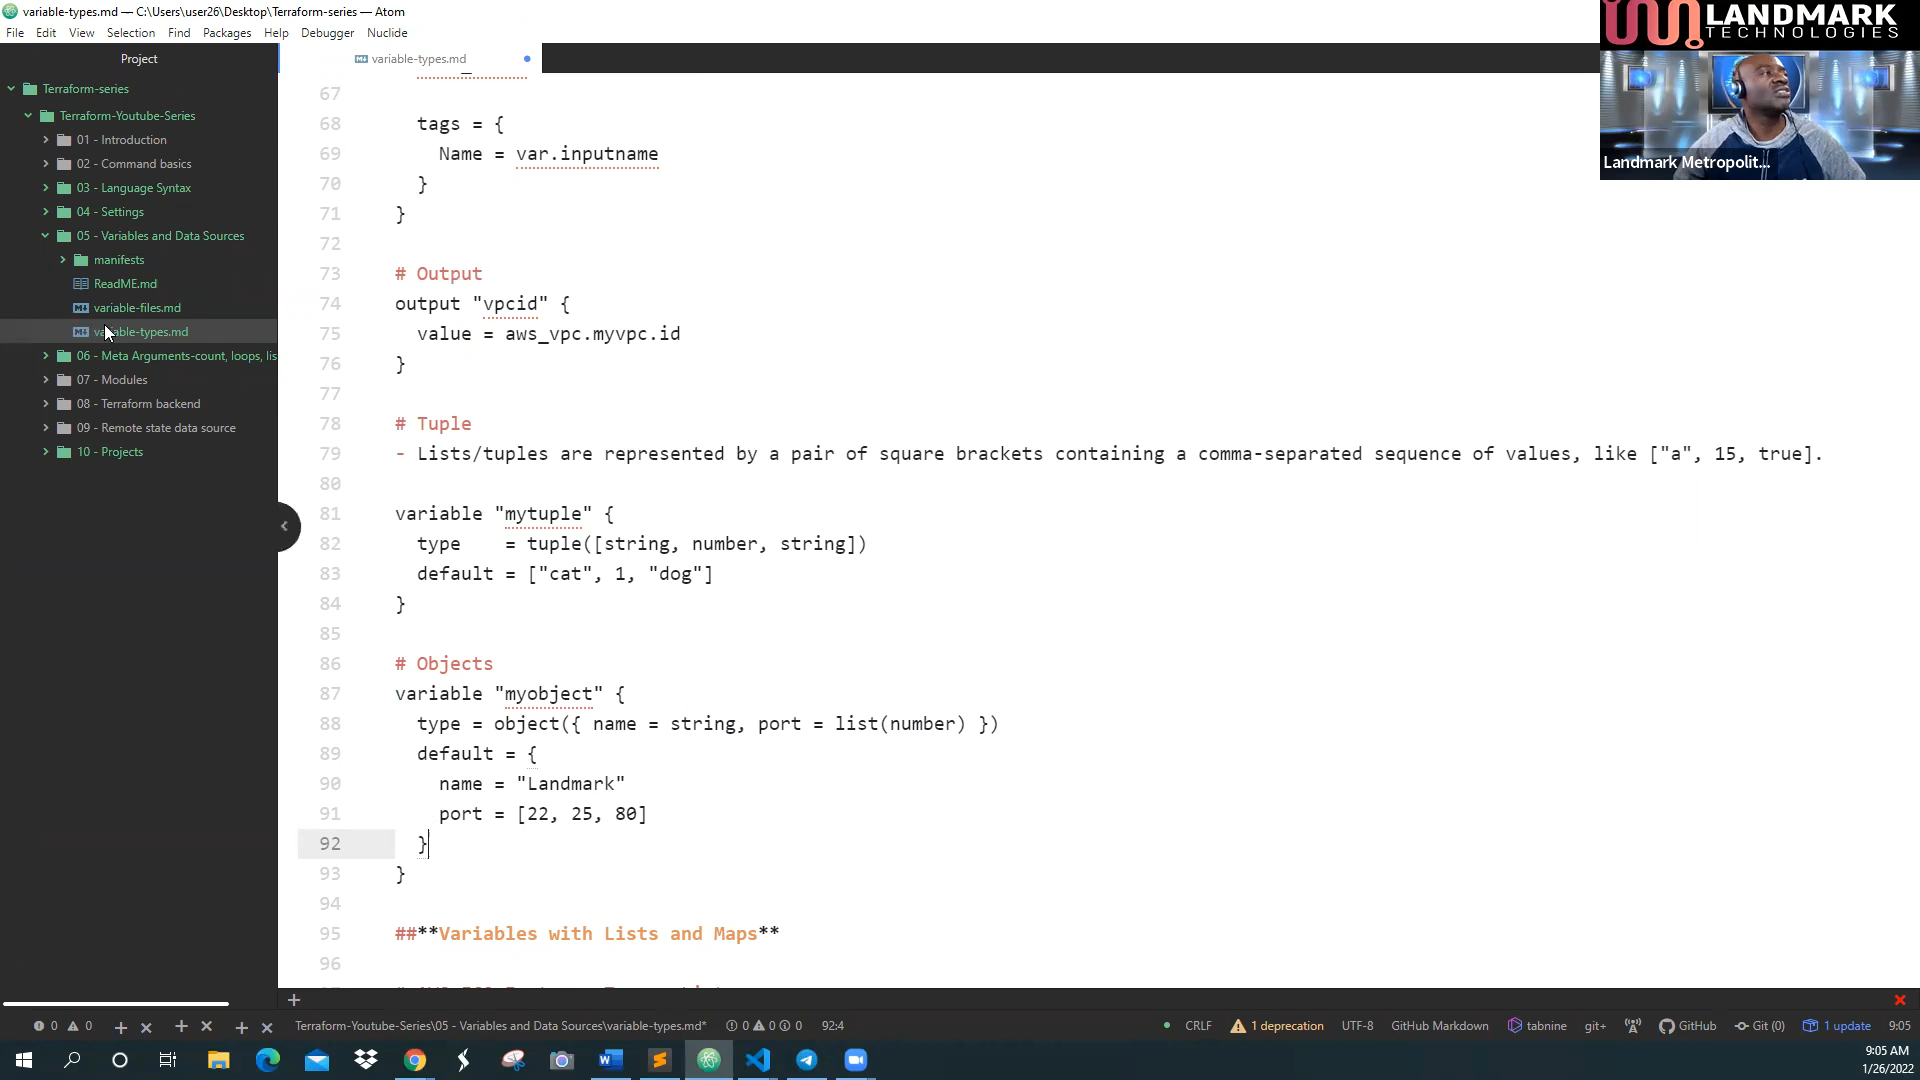 variable-types.md — C:\Users\user26\Desktop\Terraform-series — Atom
File Edit View Selection Find Packages Help Debugger Nuclide
Project
variable-types.md
Terraform-series
Terraform-Youtube-Series
01 - Introduction
02 - Command basics
03 - Language Syntax
04 - Settings
05 - Variables and Data Sources
manifests
ReadME.md
variable-files.md
variable-types.md
06 - Meta Arguments-count, loops, lis
07 - Modules
08 - Terraform backend
09 - Remote state data source
10 - Projects
67
68 tags = {
69 Name = var.inputname
70 }
71 }
72
73 # Output
74 output "vpcid" {
75 value = aws_vpc.myvpc.id
76 }
77
78 # Tuple
79 - Lists/tuples are represented by a pair of square brackets containing a comma-separated sequence of values, like ["a", 15, true].
80
81 variable "mytuple" {
82 type    = tuple([string, number, string])
83 default = ["cat", 1, "dog"]
84 }
85
86 # Objects
87 variable "myobject" {
88 type = object({ name = string, port = list(number) })
89 default = {
90 name = "Landmark"
91 port = [22, 25, 80]
92 }
93 }
94
95 ##**Variables with Lists and Maps**
96
LANDMARK
TECHNOLOGIES
Landmark Metropolit...
0 0 Terraform-Youtube-Series\05 - Variables and Data Sources\variable-types.md* 0 0 0 92:4 CRLF 1 deprecation UTF-8 GitHub Markdown tabnine git+ GitHub Git (0) 1 update 9:05
9:05 AM
1/26/2022